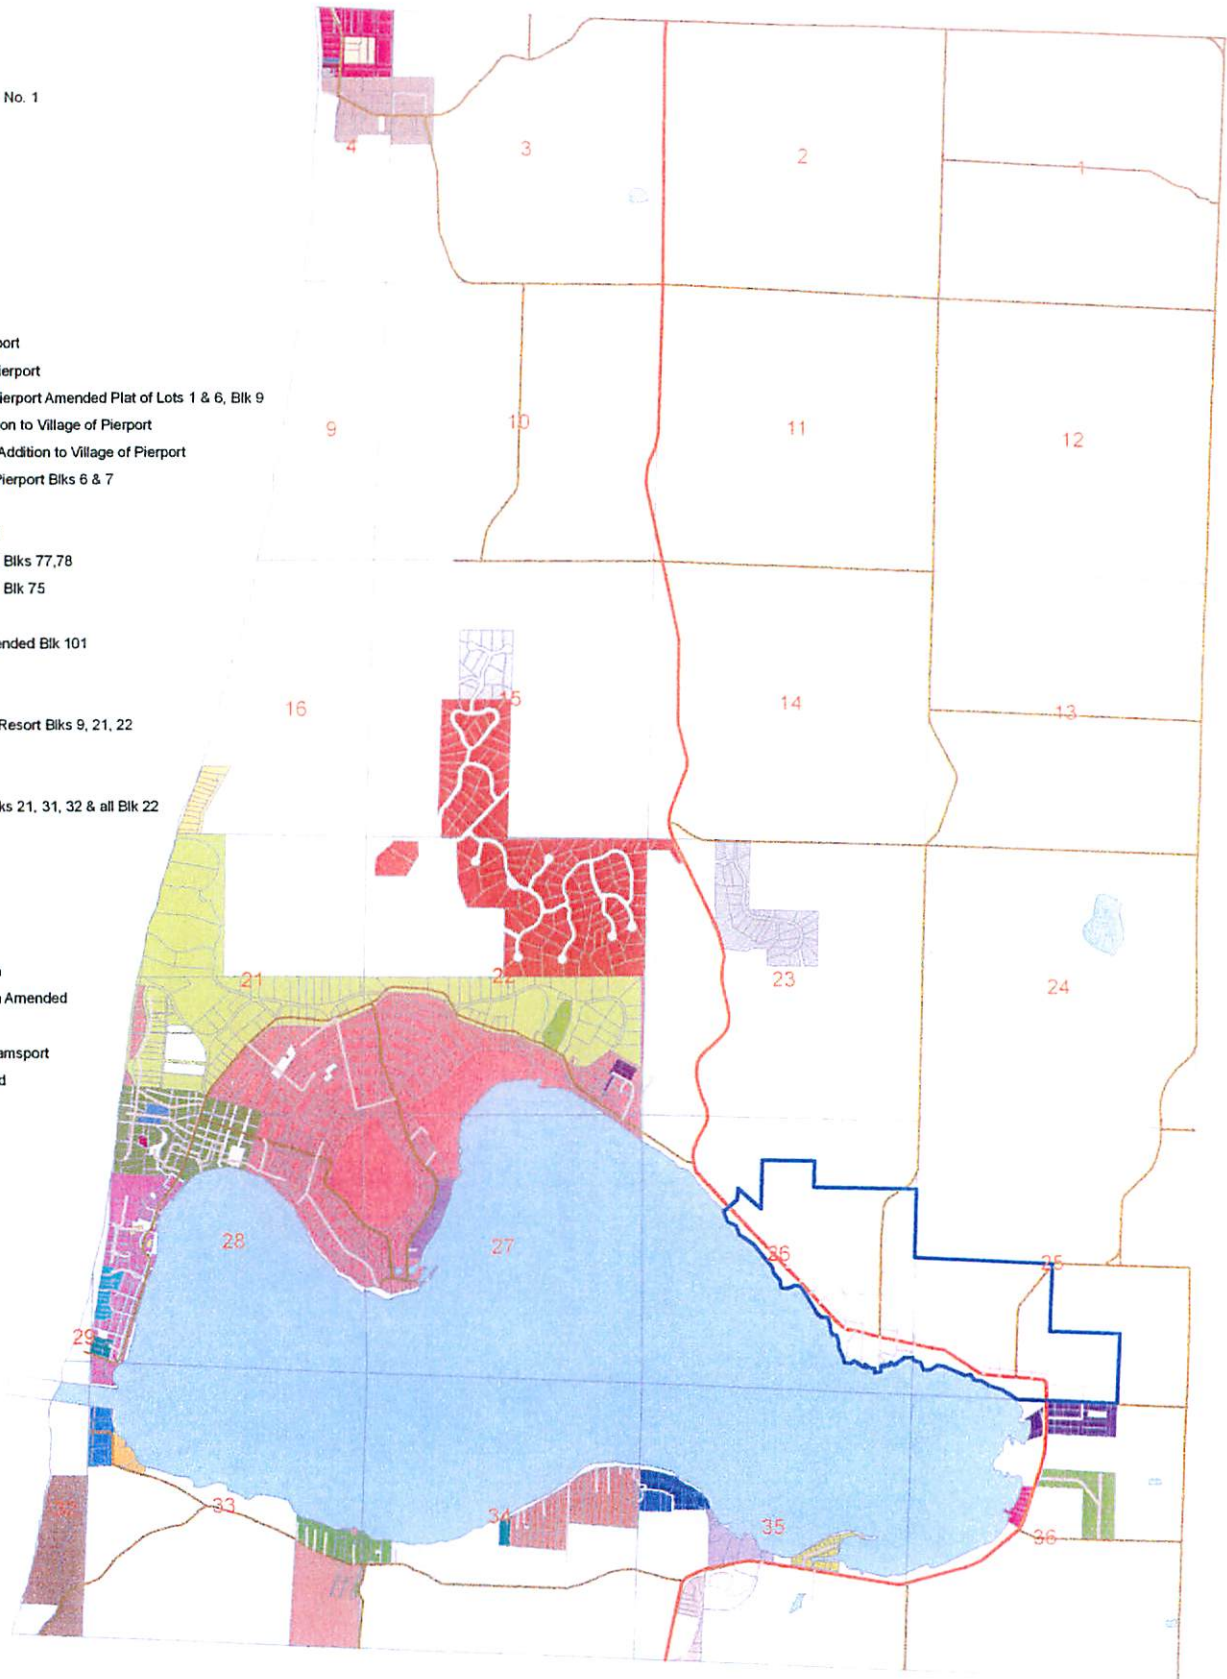 No. 1
ort
ierport
ierport Amended Plat of Lots 1 & 6, Blk 9
on to Village of Pierport
Addition to Village of Pierport
Pierport Blks 6 & 7
Blks 77,78
Blk 75
ended Blk 101
Resort Blks 9, 21, 22
ks 21, 31, 32 & all Blk 22
Amended
amsport
d
4
3
2
1
9
10
11
12
16
15
14
13
21
22
23
24
28
27
26
25
29
32
33
34
35
36